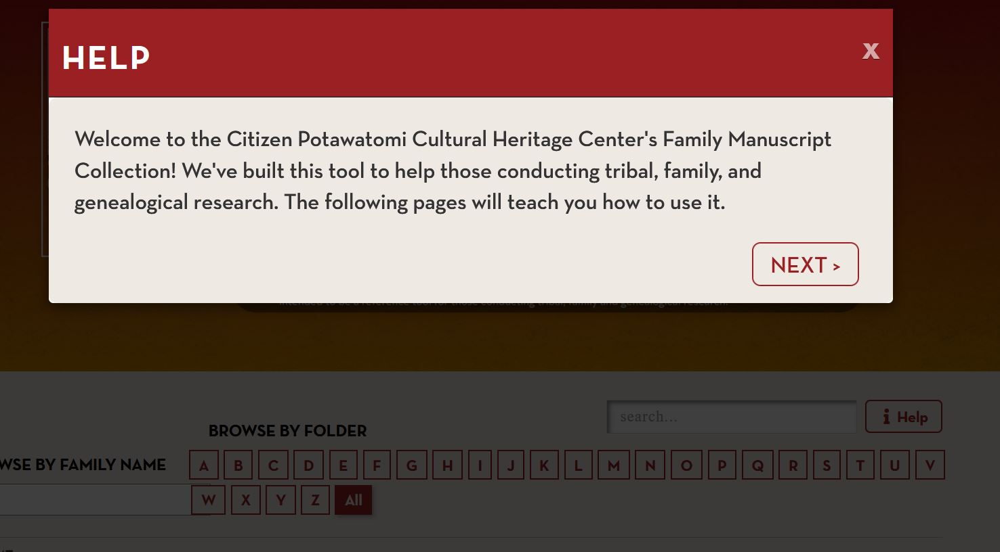 HELP
X
Welcome to the Citizen Potawatomi Cultural Heritage Center's Family Manuscript
Collection! We've built this tool to help those conducting tribal, family, and
genealogical research. The following pages will teach you how to use it.
NEXT >
intended to be a reference tool for those conducting tribal, family and genealogical research.
search...
i Help
BROWSE BY FOLDER
WSE BY FAMILY NAME
A B C D E F G H I J K L M N O P Q R S T U V
W X Y Z All